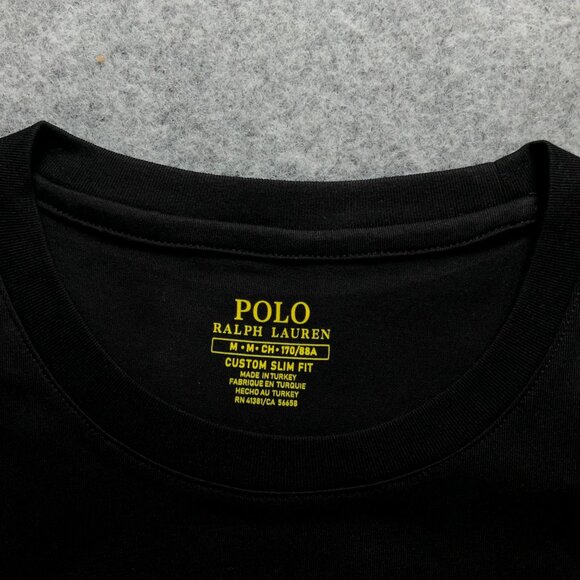 POLO
RALPH LAUREN
M • M • CH • 170/88A
CUSTOM SLIM FIT
MADE IN TURKEY
FABRIQUE EN TURQUIE
HECHO AU TURKEY
RN 41381/CA 56658